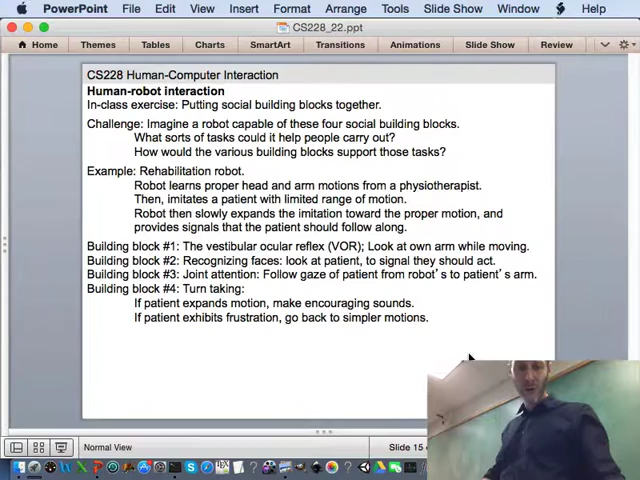 PowerPoint File Edit View Insert Format Arrange Tools Slide Show Window Help
CS228_22.ppt
Home Themes Tables Charts SmartArt Transitions Animations Slide Show Review
CS228 Human-Computer Interaction
Human-robot interaction
In-class exercise: Putting social building blocks together.
Challenge: Imagine a robot capable of these four social building blocks.
What sorts of tasks could it help people carry out?
How would the various building blocks support those tasks?
Example: Rehabilitation robot.
Robot learns proper head and arm motions from a physiotherapist.
Then, imitates a patient with limited range of motion.
Robot then slowly expands the imitation toward the proper motion, and
provides signals that the patient should follow along.
Building block #1: The vestibular ocular reflex (VOR); Look at own arm while moving.
Building block #2: Recognizing faces: look at patient, to signal they should act.
Building block #3: Joint attention: Follow gaze of patient from robot's to patient's arm.
Building block #4: Turn taking:
If patient expands motion, make encouraging sounds.
If patient exhibits frustration, go back to simpler motions.
Normal View Slide 15 o